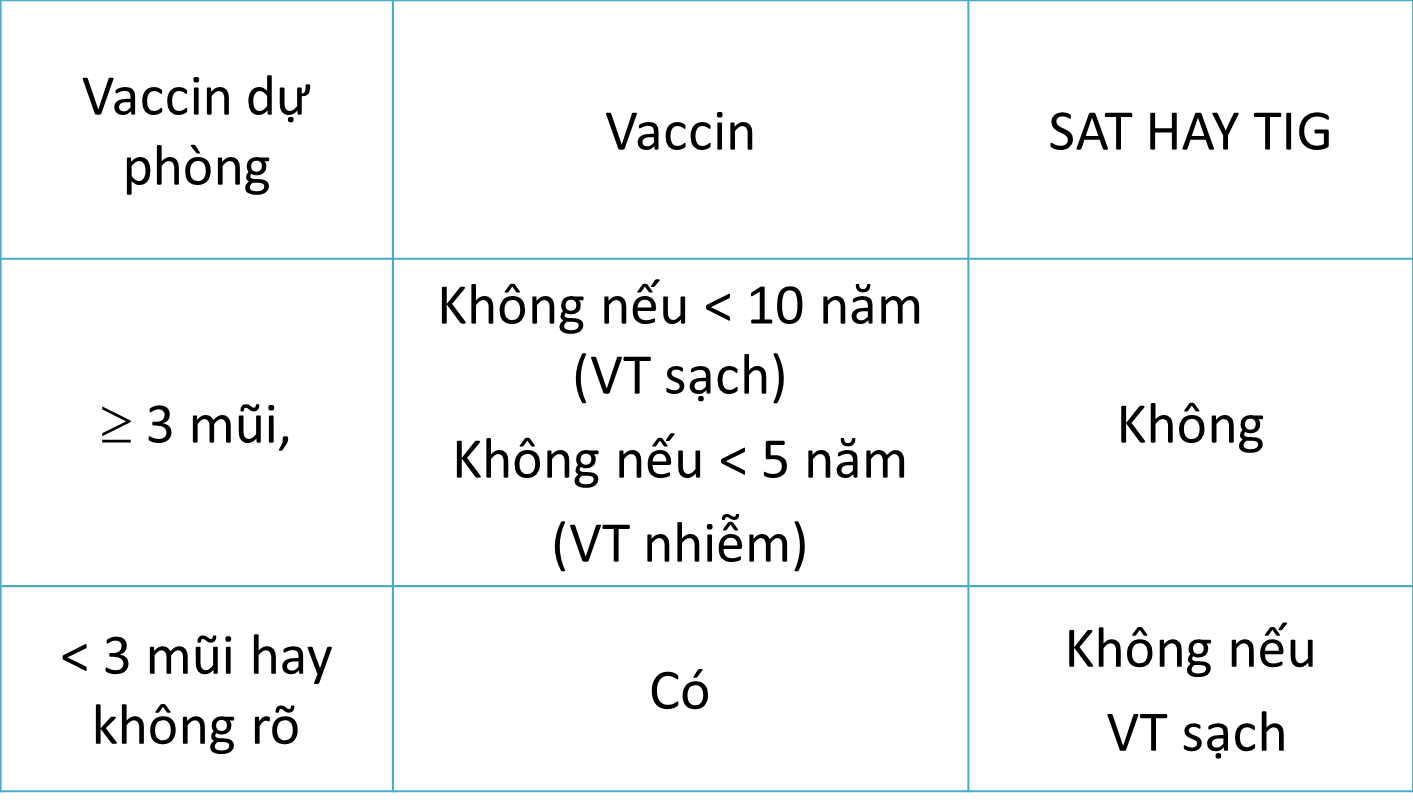 Vaccin dự
phòng
Vaccin
SAT HAY TIG
≥ 3 mũi,
Không nếu < 10 năm
(VT sạch)
Không nếu < 5 năm
(VT nhiễm)
Không
< 3 mũi hay
không rõ
Có
Không nếu
VT sạch